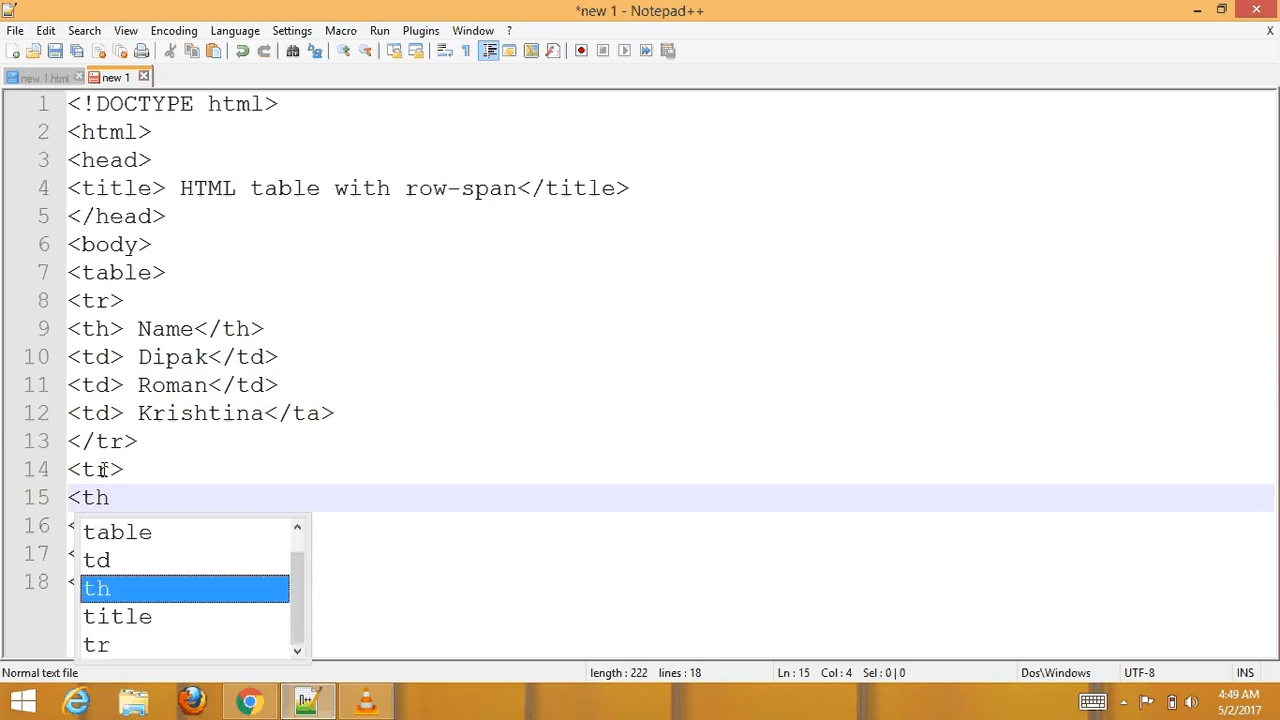 *new 1 - Notepad++
File Edit Search View Encoding Language Settings Macro Run Plugins Window ? X
new 1.html new 1
1 <!DOCTYPE html>
2 <html>
3 <head>
4 <title> HTML table with row-span</title>
5 </head>
6 <body>
7 <table>
8 <tr>
9 <th> Name</th>
10 <td> Dipak</td>
11 <td> Roman</td>
12 <td> Krishtina</ta>
13 </tr>
14 <tr>
15 <th
16 <
17 <
18 <
table
td
th
title
tr
Normal text file length : 222 lines : 18 Ln : 15 Col : 4 Sel : 0 | 0 Dos\Windows UTF-8 INS
4:49 AM
5/2/2017